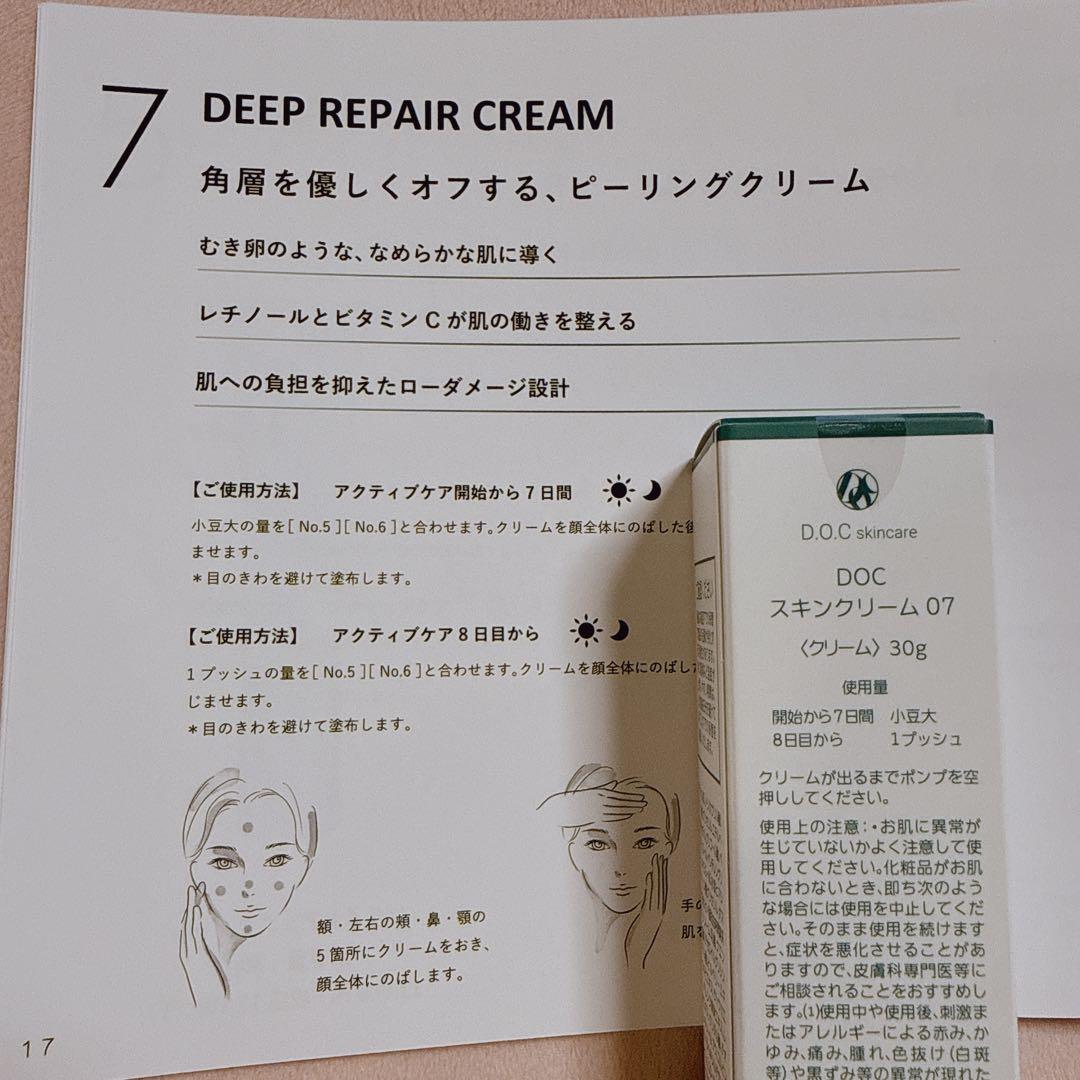 7
DEEP REPAIR CREAM
角層を優しくオフする、ピーリングクリーム
むき卵のような、なめらかな肌に導く
レチノールとビタミンCが肌の働きを整える
肌への負担を抑えたローダメージ設計
【ご使用方法】 アクティブケア開始から7日間
小豆大の量を[ No.5 ][ No.6 ]と合わせます。クリームを顔全体にのばした後
ませます。
*目のきわを避けて塗布します。
【ご使用方法】 アクティブケア8日目から
1プッシュの量を[ No.5 ][ No.6 ]と合わせます。クリームを顔全体にのばした
じませます。
*目のきわを避けて塗布します。
額・左右の頬・鼻・顎の
5箇所にクリームをおき、
顔全体にのばします。
手の
肌
17
D.O.C skincare
DOC
スキンクリーム 07
〈クリーム〉 30g
使用量
開始から7日間 小豆大
8日目から 1プッシュ
クリームが出るまでポンプを空
押ししてください。
使用上の注意:・お肌に異常が
生じていないかよく注意して使
用してください。化粧品がお肌
に合わないとき、即ち次のよう
な場合には使用を中止してくだ
さい。そのまま使用を続けます
と、症状を悪化させることがあ
りますので、皮膚科専門医等に
ご相談されることをおすすめし
ます。(1)使用中や使用後、刺激ま
たはアレルギーによる赤み、か
ゆみ、痛み、腫れ、色抜け(白斑
等)や黒ずみ等の異常が現れた